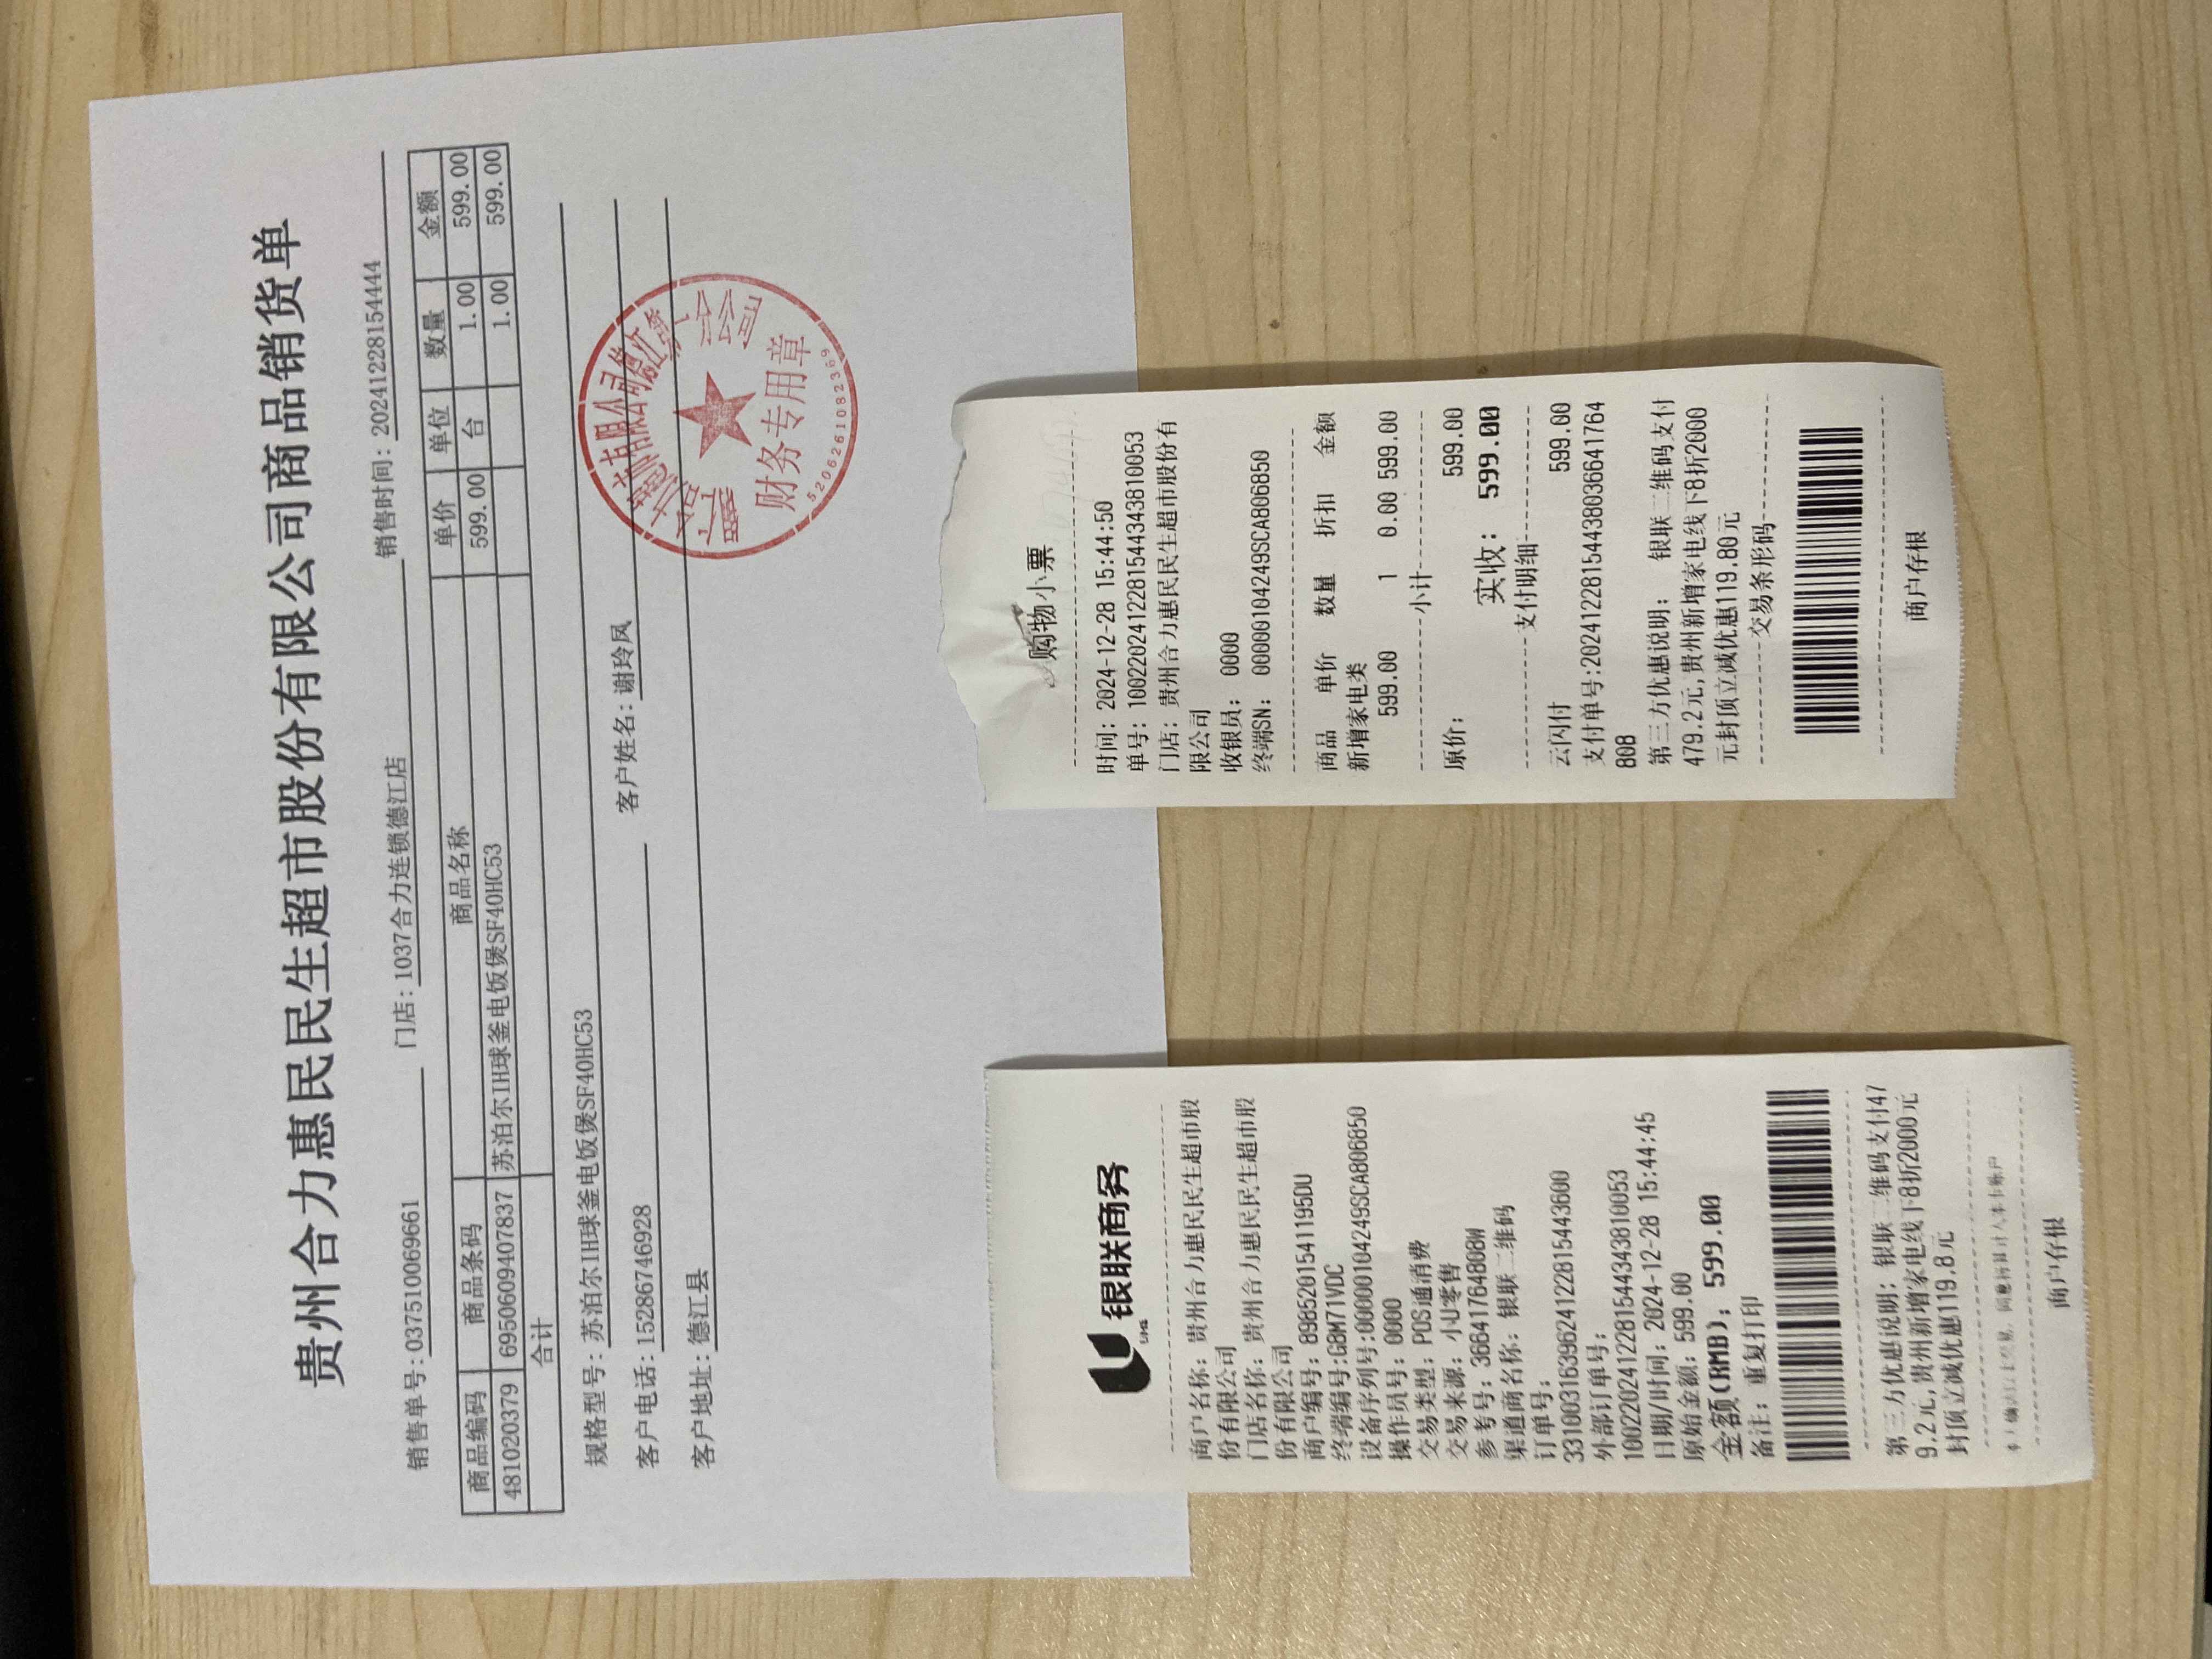 贵州合力惠民民生超市股份有限公司商品销货单
销售单号: 0375100069661 门店: 1037合力连锁德江店 销售时间: 20241228154444
商品编码 商品条码 商品名称 单价 单位 数量 金额
481020379 6950609407837 苏泊尔IH球釜电饭煲SF40HC53 599.00 台 1.00 599.00
合计 1.00 599.00
规格型号: 苏泊尔IH球釜电饭煲SF40HC53
客户电话: 15286746928 客户姓名: 谢玲凤
客户地址: 德江县
财务专用章
5206261082369
银联商务
UMS
商户名称: 贵州合力惠民民生超市股
份有限公司
门店名称: 贵州合力惠民民生超市股
份有限公司
商户编号: 8985201541195DU
终端编号:GBM71VDC
设备序列号:00000104249SCA806850
操作员号: 0000
交易类型: POS通消费
交易来源: 小U零售
参考号: 36641764808W
渠道商名称: 银联二维码
订单号:
33100316396241228154436​00
外部订单号:
10022024122815443438​10053
日期/时间: 2024-12-28 15:44:45
原始金额: 599.00
金额(RMB): 599.00
备注: 重复打印
第三方优惠说明: 银联二维码支付47
9.2元,贵州新增家电线下8折2000元
封顶立减优惠119.8元
商户存根
购物小票
时间: 2024-12-28 15:44:50
单号: 1002202412281544343810053
门店: 贵州合力惠民民生超市股份有
限公司
收银员: 0000
终端SN: 00000104249SCA806850
商品 单价 数量 折扣 金额
新增家电类
599.00 1 0.00 599.00
小计
原价: 599.00
实收: 599.00
支付明细
云闪付 599.00
支付单号:20241228154438036641764
808
第三方优惠说明: 银联二维码支付
479.2元,贵州新增家电线下8折2000
元封顶立减优惠119.80元
交易条形码
商户存根